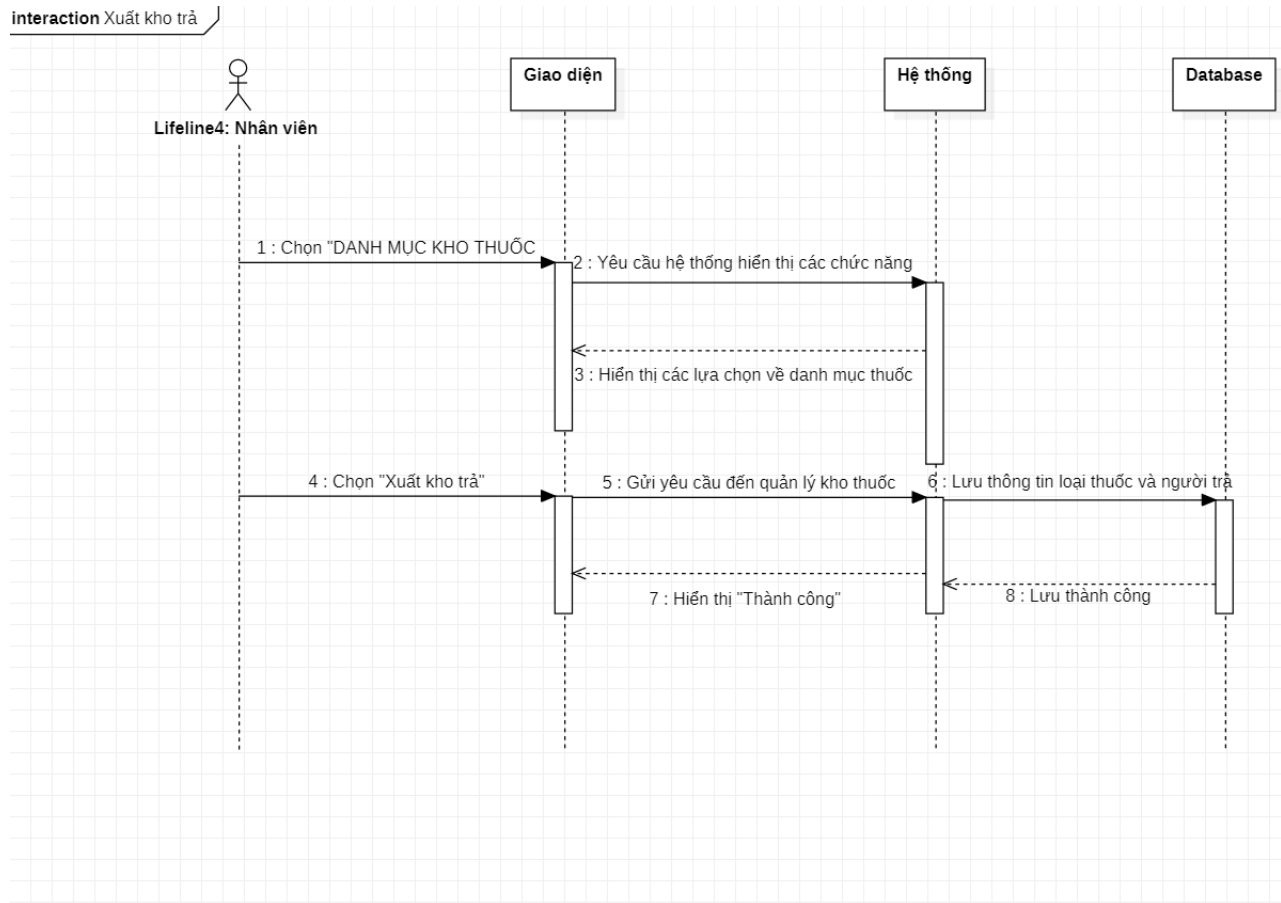 interaction Xuất kho trả
Giao diện
Hệ thống
Database
Lifeline4: Nhân viên
1 : Chọn "DANH MỤC KHO THUỐC
2 : Yêu cầu hệ thống hiển thị các chức năng
3 : Hiển thị các lựa chọn về danh mục thuốc
4 : Chọn "Xuất kho trả"
5 : Gửi yêu cầu đến quản lý kho thuốc
6 : Lưu thông tin loại thuốc và người trả
7 : Hiển thị "Thành công"
8 : Lưu thành công